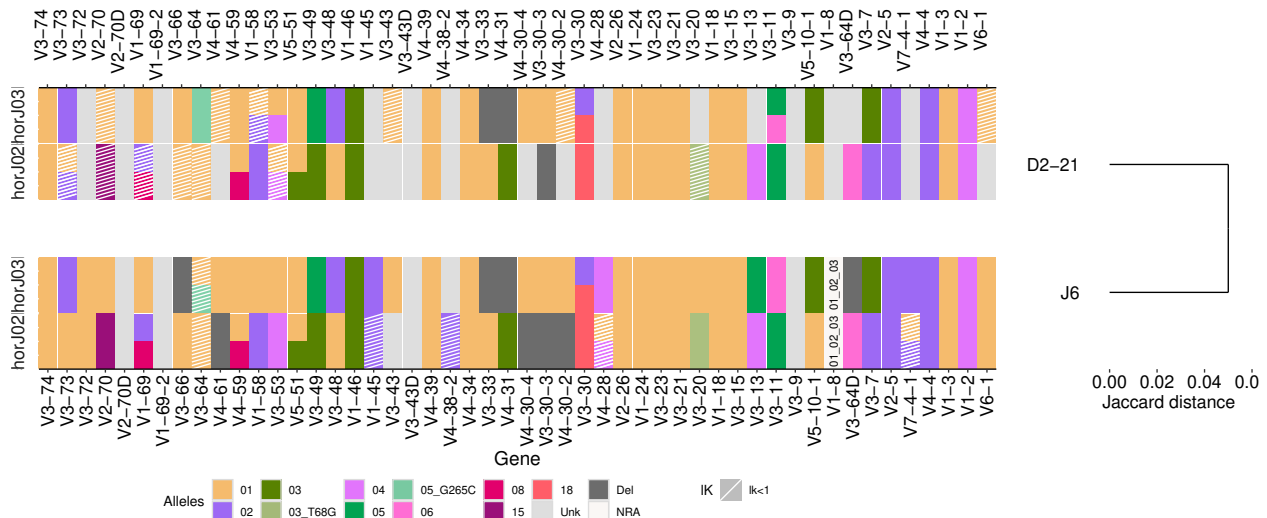 V3-74
V3-73
V3-72
V2-70
V2-70D
V1-69
V1-69-2
V3-66
V3-64
V4-61
V4-59
V1-58
V3-53
V5-51
V3-49
V3-48
V1-46
V1-45
V3-43
V3-43D
V4-39
V4-38-2
V4-34
V3-33
V4-31
V4-30-4
V3-30-3
V4-30-2
V3-30
V4-28
V2-26
V1-24
V3-23
V3-21
V3-20
V1-18
V3-15
V3-13
V3-11
V3-9
V5-10-1
V1-8
V3-64D
V3-7
V2-5
V7-4-1
V4-4
V1-3
V1-2
V6-1
horJ02lhorJ03
D2-21
horJ02lhorJ03
01_02_03
01_02_03
J6
V3-74
V3-73
V3-72
V2-70
V2-70D
V1-69
V1-69-2
V3-66
V3-64
V4-61
V4-59
V1-58
V3-53
V5-51
V3-49
V3-48
V1-46
V1-45
V3-43
V3-43D
V4-39
V4-38-2
V4-34
V3-33
V4-31
V4-30-4
V3-30-3
V4-30-2
V3-30
V4-28
V2-26
V1-24
V3-23
V3-21
V3-20
V1-18
V3-15
V3-13
V3-11
V3-9
V5-10-1
V1-8
V3-64D
V3-7
V2-5
V7-4-1
V4-4
V1-3
V1-2
V6-1
Gene
0.00 0.02 0.04 0.0
Jaccard distance
Alleles
01 03 04 05_G265C 08 18 Del
02 03_T68G 05 06 15 Unk NRA
IK lk<1